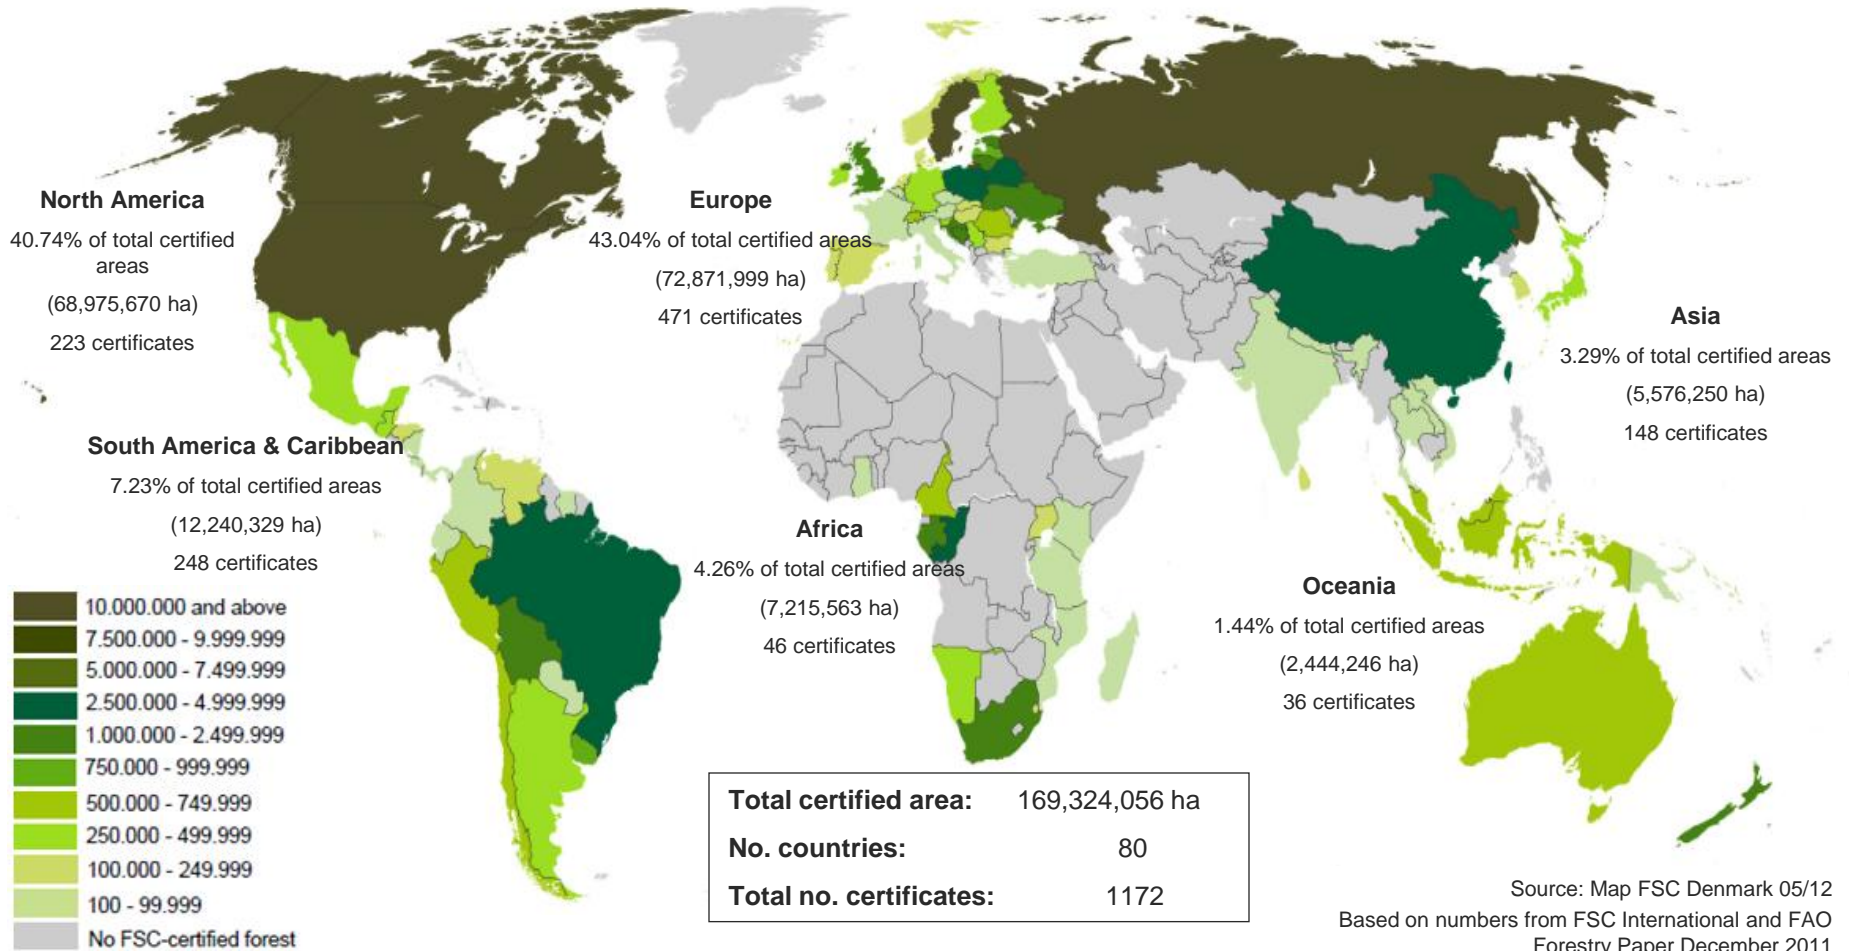 North America
40.74% of total certified
areas
(68,975,670 ha)
223 certificates
Europe
43.04% of total certified areas
(72,871,999 ha)
471 certificates
Asia
3.29% of total certified areas
(5,576,250 ha)
148 certificates
South America & Caribbean
7.23% of total certified areas
(12,240,329 ha)
248 certificates
Africa
4.26% of total certified areas
(7,215,563 ha)
46 certificates
Oceania
1.44% of total certified areas
(2,444,246 ha)
36 certificates
10.000.000 and above
7.500.000 - 9.999.999
5.000.000 - 7.499.999
2.500.000 - 4.999.999
1.000.000 - 2.499.999
750.000 - 999.999
500.000 - 749.999
250.000 - 499.999
100.000 - 249.999
100 - 99.999
No FSC-certified forest
Total certified area: 169,324,056 ha
No. countries: 80
Total no. certificates: 1172
Source: Map FSC Denmark 05/12
Based on numbers from FSC International and FAO
Forestry Paper December 2011